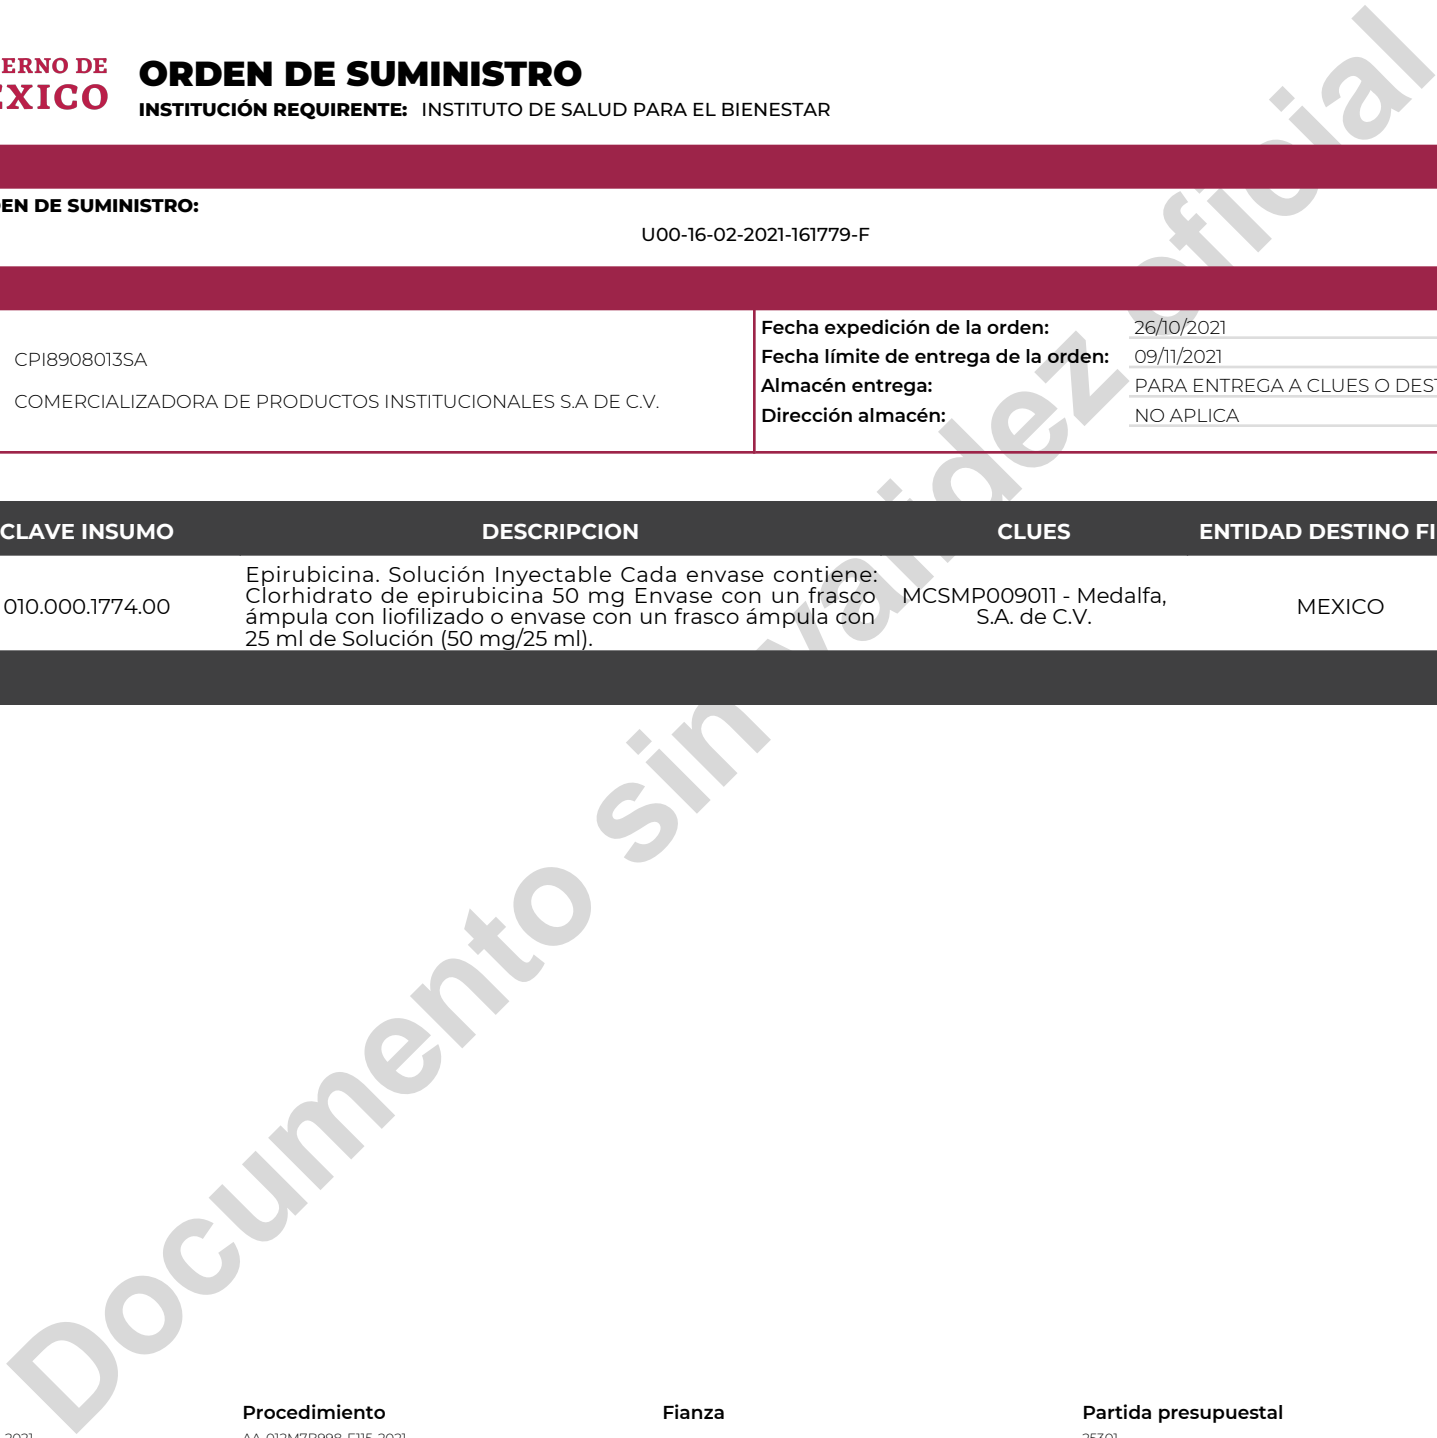 ERNO DE
ÉXICO
ORDEN DE SUMINISTRO
INSTITUCIÓN REQUIRENTE: INSTITUTO DE SALUD PARA EL BIENESTAR
EN DE SUMINISTRO:
U00-16-02-2021-161779-F
CPI8908013SA
COMERCIALIZADORA DE PRODUCTOS INSTITUCIONALES S.A DE C.V.
Fecha expedición de la orden: 26/10/2021
Fecha límite de entrega de la orden: 09/11/2021
Almacén entrega: PARA ENTREGA A CLUES O DEST
Dirección almacén: NO APLICA
CLAVE INSUMO DESCRIPCION CLUES ENTIDAD DESTINO FI
010.000.1774.00
Epirubicina. Solución Inyectable Cada envase contiene:
Clorhidrato de epirubicina 50 mg Envase con un frasco
ámpula con liofilizado o envase con un frasco ámpula con
25 ml de Solución (50 mg/25 ml).
MCSMP009011 - Medalfa,
S.A. de C.V.
MEXICO
Documento sin validez oficial
Procedimiento Fianza Partida presupuestal